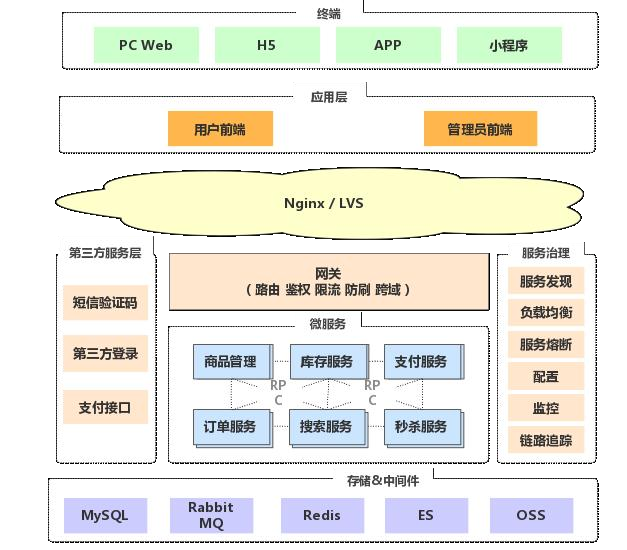 终端
PC Web
H5
APP
小程序
应用层
用户前端
管理员前端
Nginx / LVS
第三方服务层
短信验证码
第三方登录
支付接口
网关
( 路由 鉴权 限流 防刷 跨域 )
微服务
商品管理
库存服务
支付服务
RP
C
RP
C
订单服务
搜索服务
秒杀服务
服务治理
服务发现
负载均衡
服务熔断
配置
监控
链路追踪
存储&中间件
MySQL
Rabbit
MQ
Redis
ES
OSS